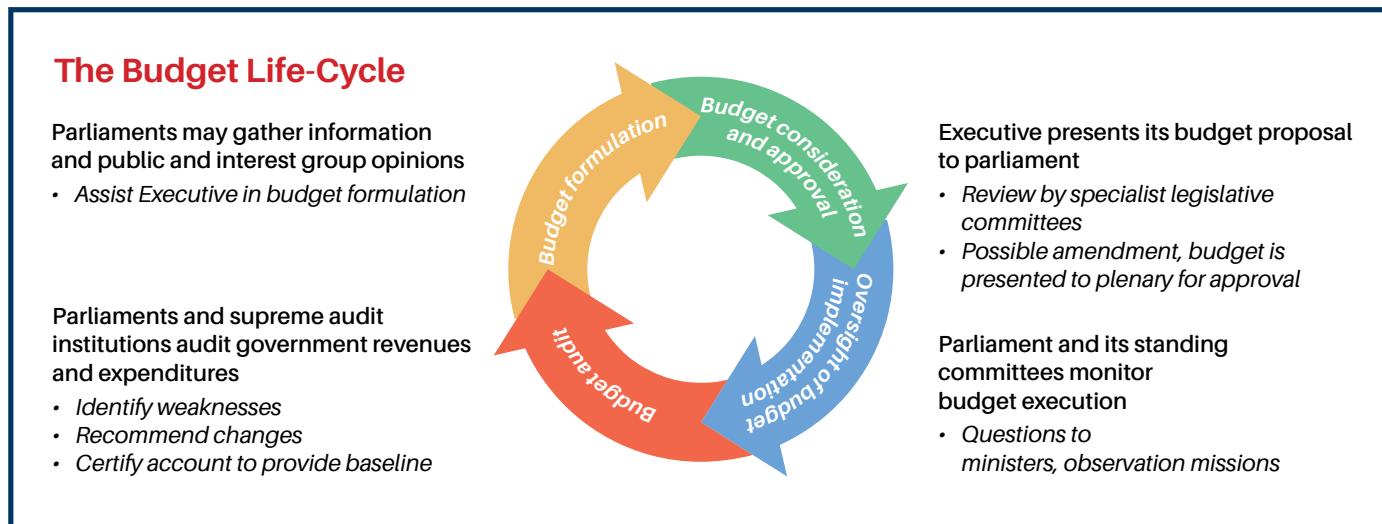 The Budget Life-Cycle
Parliaments may gather information
and public and interest group opinions
• Assist Executive in budget formulation
Parliaments and supreme audit
institutions audit government revenues
and expenditures
• Identify weaknesses
• Recommend changes
• Certify account to provide baseline
Budget formulation
Budget consideration
and approval
Oversight of budget
implementation
Budget audit
Executive presents its budget proposal
to parliament
• Review by specialist legislative
committees
• Possible amendment, budget is
presented to plenary for approval
Parliament and its standing
committees monitor
budget execution
• Questions to
ministers, observation missions